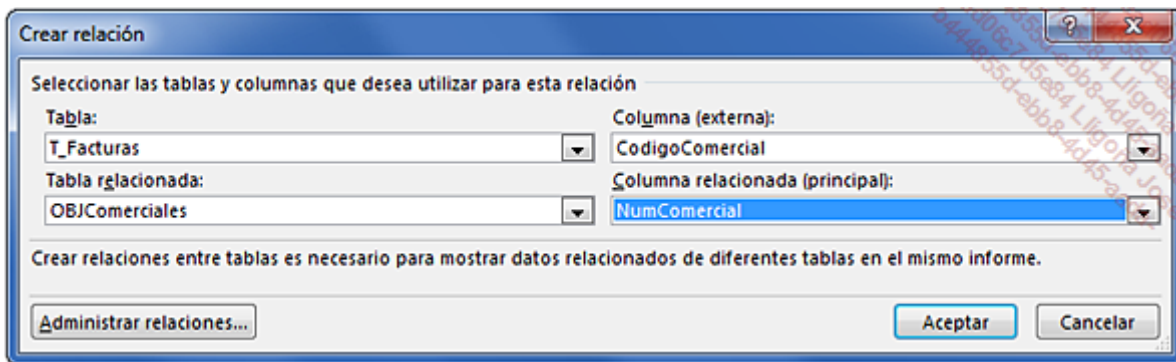 Crear relación
Seleccionar las tablas y columnas que desea utilizar para esta relación
Tabla:
Columna (externa):
T_Facturas
CodigoComercial
Tabla relacionada:
Columna relacionada (principal):
OBJComerciales
NumComercial
Crear relaciones entre tablas es necesario para mostrar datos relacionados de diferentes tablas en el mismo informe.
Administrar relaciones...
Aceptar
Cancelar